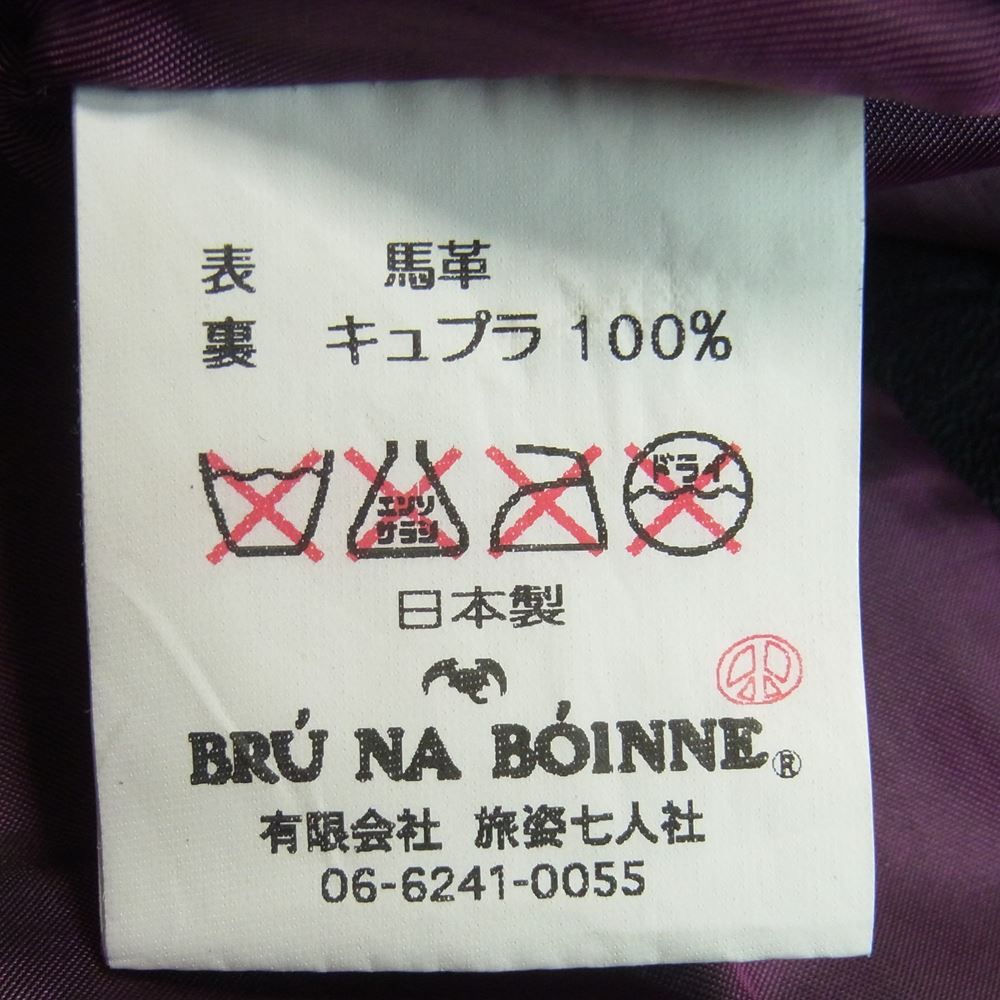 表 馬革
裏 キュプラ 100%
エンソ
サラシ
ドライ
日本製
BRÚ NA BÓINNE®
有限会社 旅姿七人社
06-6241-0055